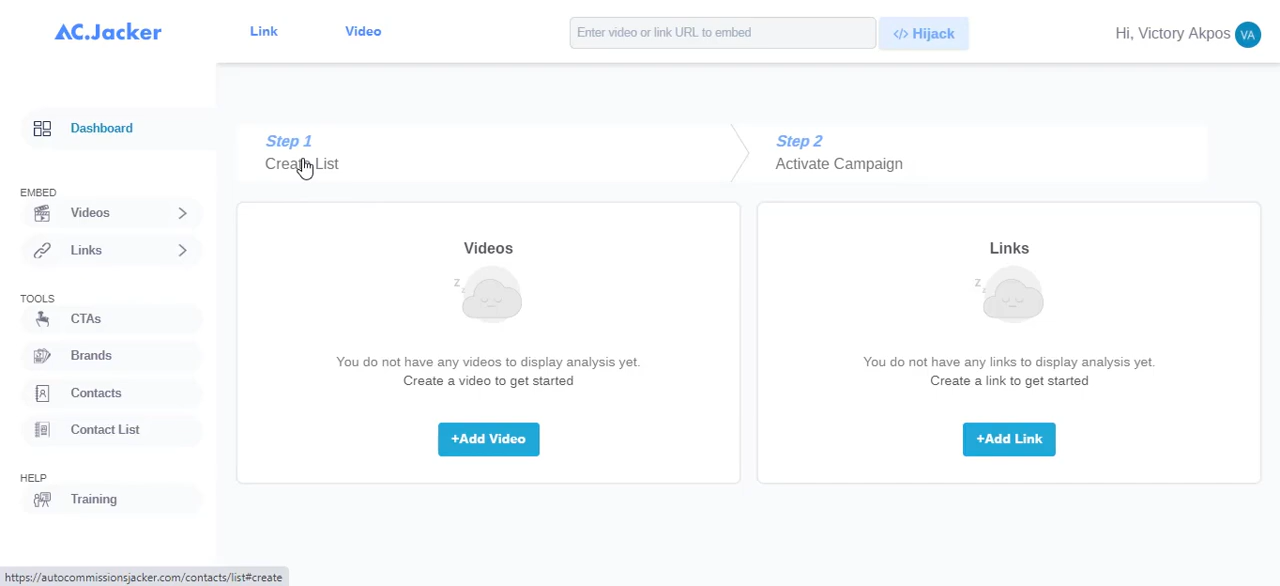 AC.Jacker
Link
Video
Enter video or link URL to embed
</> Hijack
Hi, Victory Akpos
VA
Dashboard
EMBED
Videos
Links
TOOLS
CTAs
Brands
Contacts
Contact List
HELP
Training
Step 1
Create List
Step 2
Activate Campaign
Videos
z z
You do not have any videos to display analysis yet.
Create a video to get started
+Add Video
Links
z z
You do not have any links to display analysis yet.
Create a link to get started
+Add Link
https://autocommissionsjacker.com/contacts/list#create